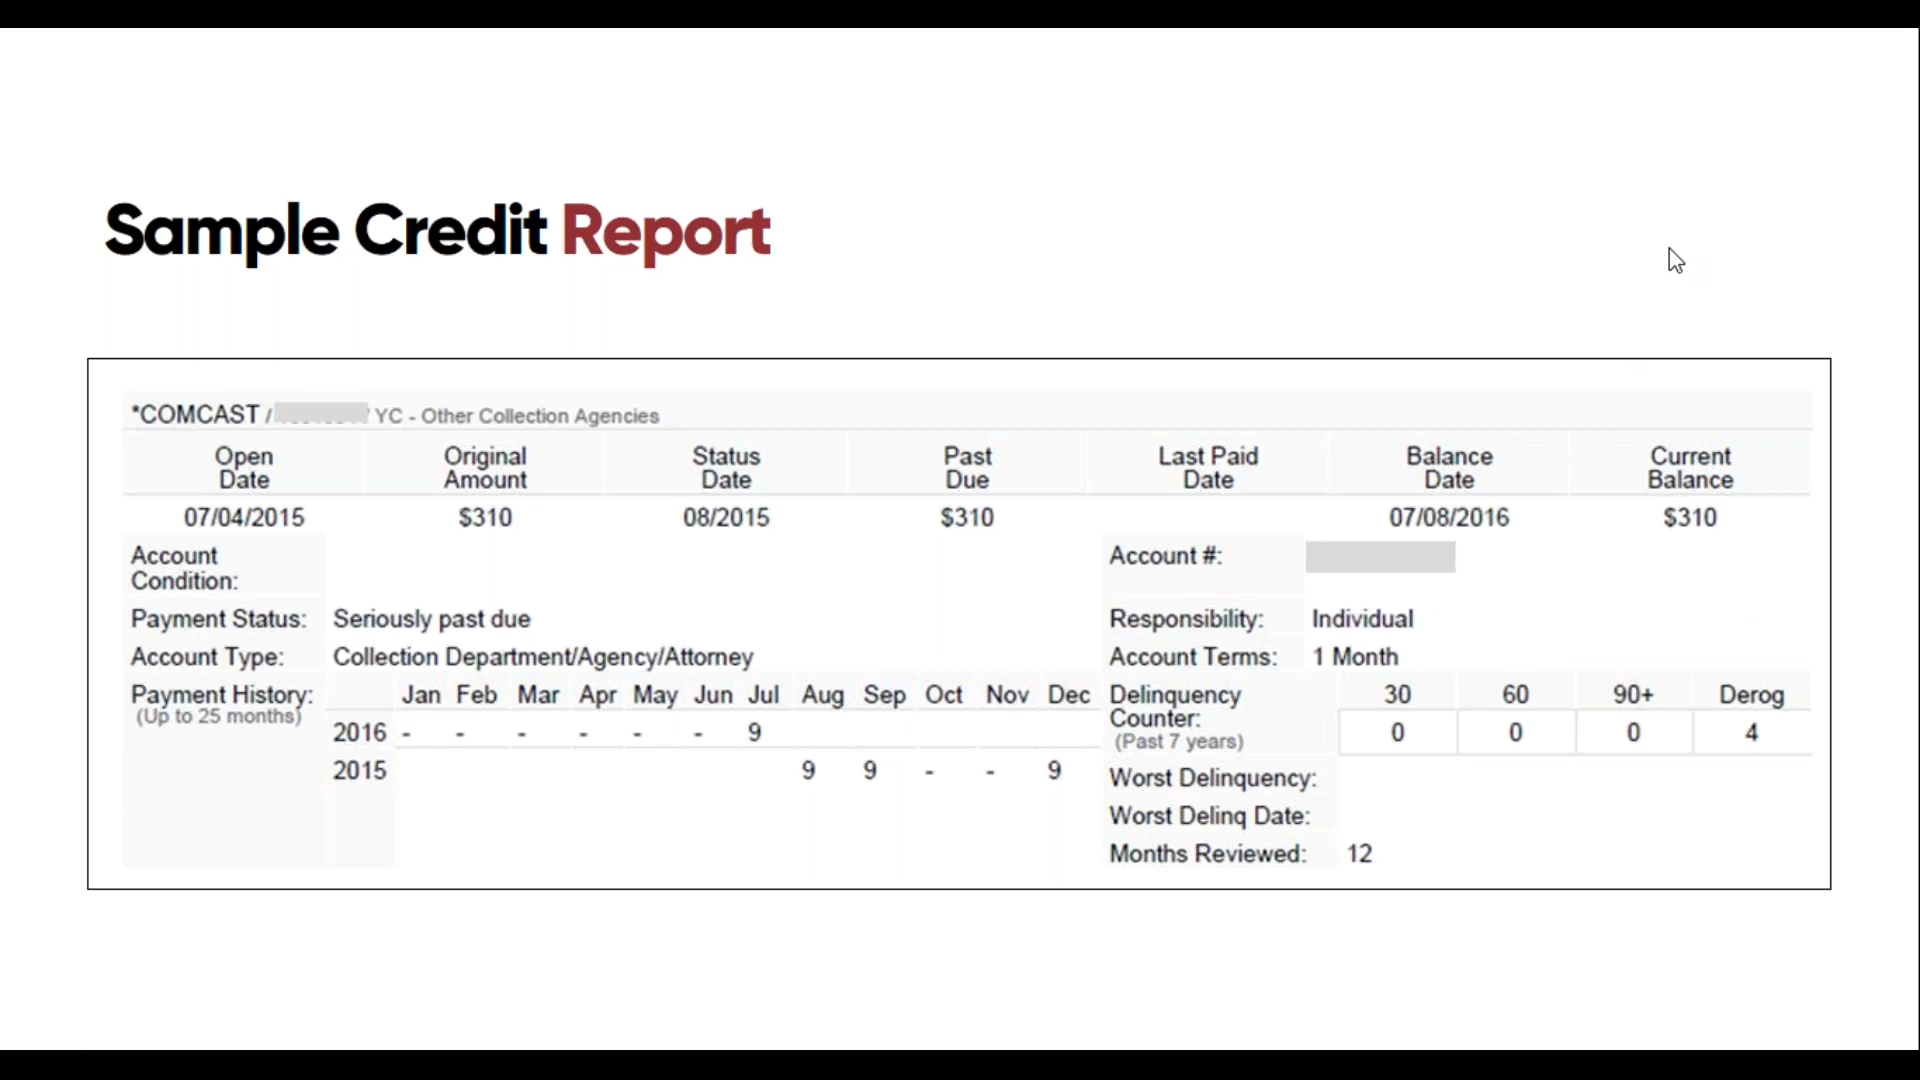 Sample Credit Report
*COMCAST / YC - Other Collection Agencies
Open Date Original Amount Status Date Past Due Last Paid Date Balance Date Current Balance
07/04/2015 $310 08/2015 $310 07/08/2016 $310
Account Condition: Account #:
Payment Status: Seriously past due Responsibility: Individual
Account Type: Collection Department/Agency/Attorney Account Terms: 1 Month
Payment History: Jan Feb Mar Apr May Jun Jul Aug Sep Oct Nov Dec Delinquency Counter: 30 60 90+ Derog
(Up to 25 months) (Past 7 years)
2016 - - - - - - 9 0 0 0 4
2015 9 9 - - 9 Worst Delinquency:
Worst Delinq Date:
Months Reviewed: 12